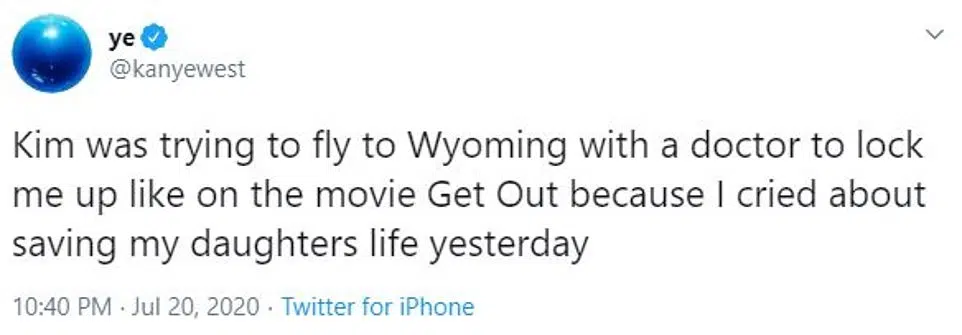 ye
@kanyewest
Kim was trying to fly to Wyoming with a doctor to lock
me up like on the movie Get Out because I cried about
saving my daughters life yesterday
10:40 PM · Jul 20, 2020 · Twitter for iPhone